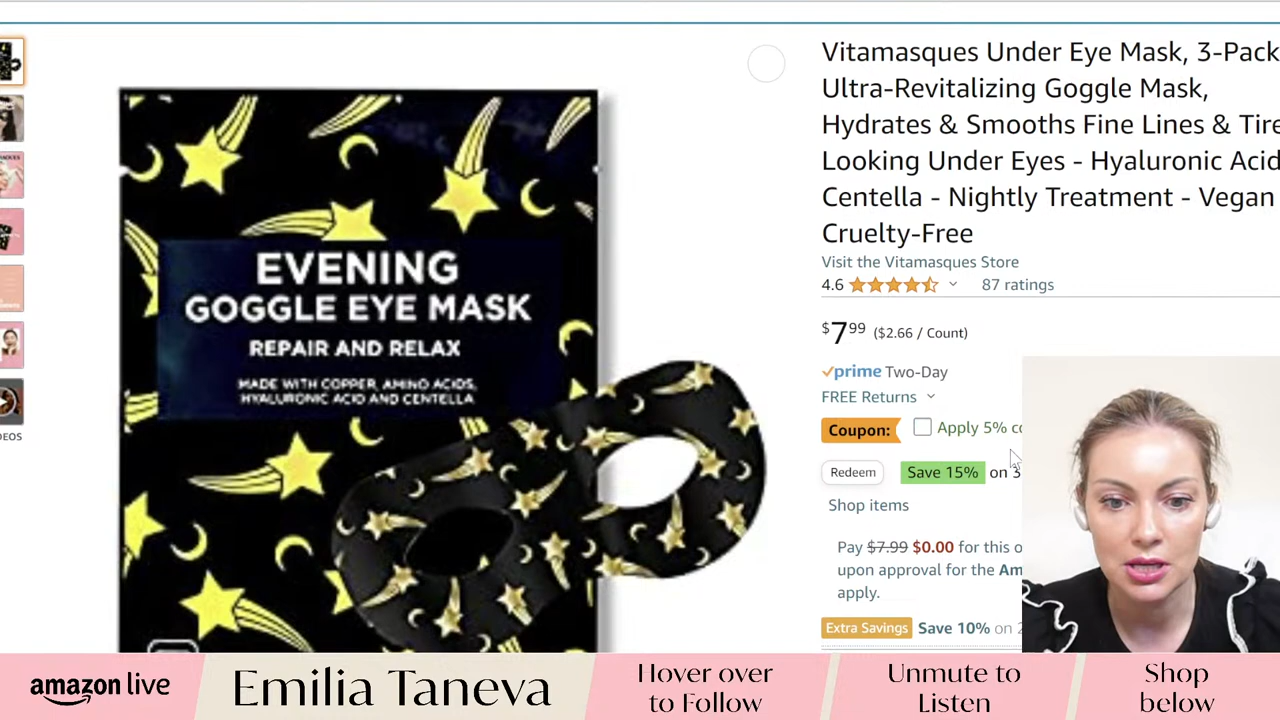 Vitamasques Under Eye Mask, 3-Pack
Ultra-Revitalizing Goggle Mask,
Hydrates & Smooths Fine Lines & Tire
Looking Under Eyes - Hyaluronic Acid
Centella - Nightly Treatment - Vegan
Cruelty-Free
Visit the Vitamasques Store
4.6 87 ratings
$7.99 ($2.66 / Count)
prime Two-Day
FREE Returns
Coupon: Apply 5% co
Redeem Save 15% on 3
Shop items
Pay $7.99 $0.00 for this o
upon approval for the Am
apply.
Extra Savings Save 10% on 2
EVENING
GOGGLE EYE MASK
REPAIR AND RELAX
MADE WITH COPPER, AMINO ACIDS,
HYALURONIC ACID AND CENTELLA
DEOS
amazon live
Emilia Taneva
Hover over
to Follow
Unmute to
Listen
Shop
below